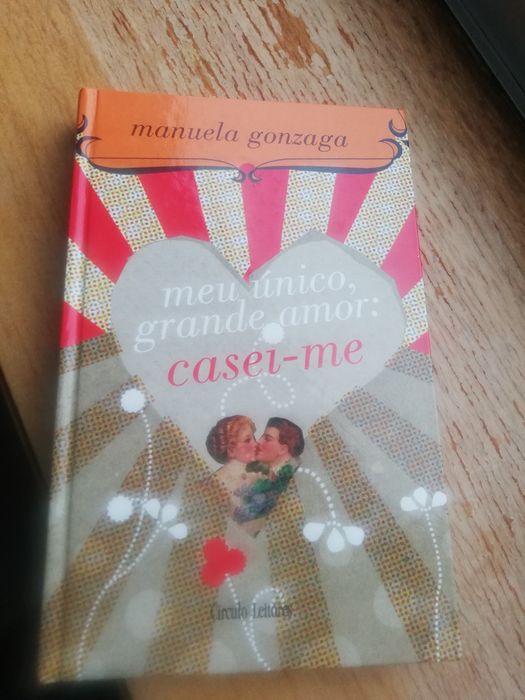 manuela gonzaga
meu único,
grande amor:
casei-me
Círculo Leitores